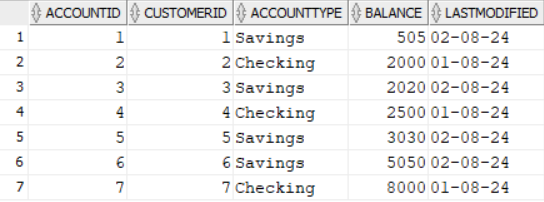 ACCOUNTID CUSTOMERID ACCOUNTTYPE BALANCE LASTMODIFIED
1 1 1 Savings 505 02-08-24
2 2 2 Checking 2000 01-08-24
3 3 3 Savings 2020 02-08-24
4 4 4 Checking 2500 01-08-24
5 5 5 Savings 3030 02-08-24
6 6 6 Savings 5050 02-08-24
7 7 7 Checking 8000 01-08-24